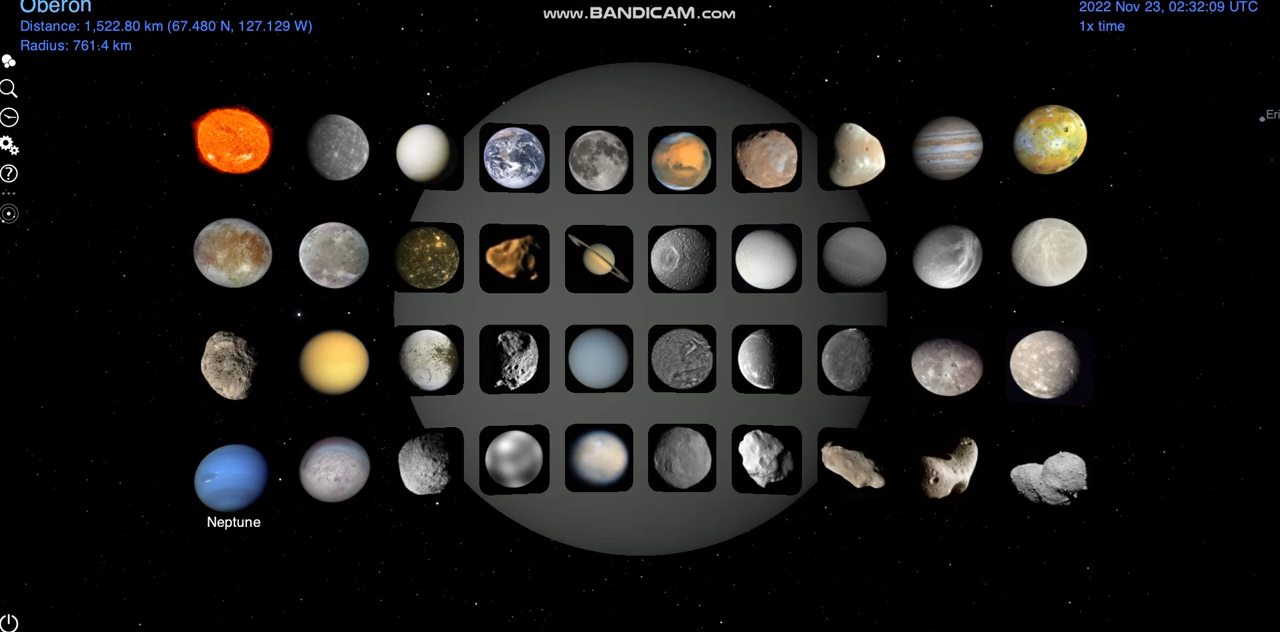 Oberon
Distance: 1,522.80 km (67.480 N, 127.129 W)
Radius: 761.4 km
www.BANDICAM.com
2022 Nov 23, 02:32:09 UTC
1x time
Eri
Neptune